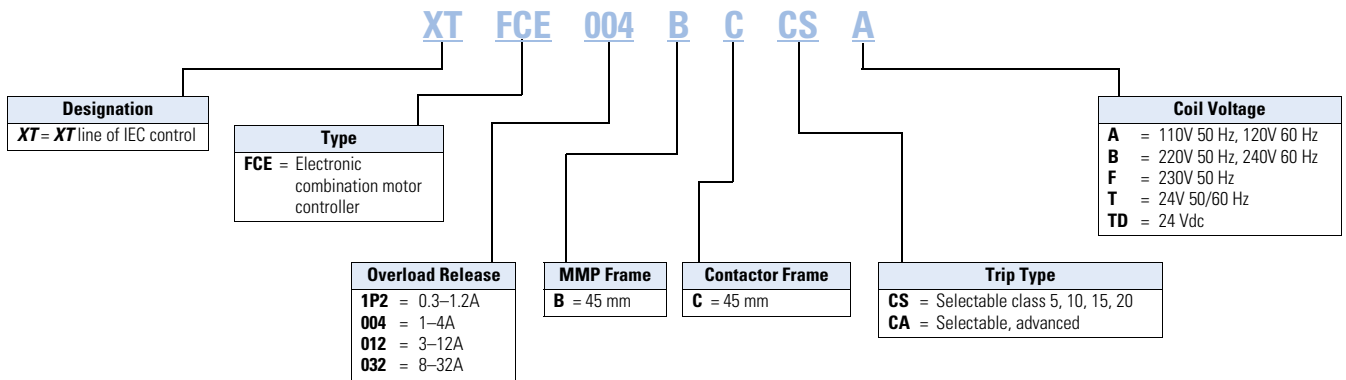 XT FCE 004 B C CS A
Designation
XT = XT line of IEC control
Type
FCE = Electronic
combination motor
controller
Coil Voltage
A = 110V 50 Hz, 120V 60 Hz
B = 220V 50 Hz, 240V 60 Hz
F = 230V 50 Hz
T = 24V 50/60 Hz
TD = 24 Vdc
Overload Release
1P2 = 0.3–1.2A
004 = 1–4A
012 = 3–12A
032 = 8–32A
MMP Frame
B = 45 mm
Contactor Frame
C = 45 mm
Trip Type
CS = Selectable class 5, 10, 15, 20
CA = Selectable, advanced